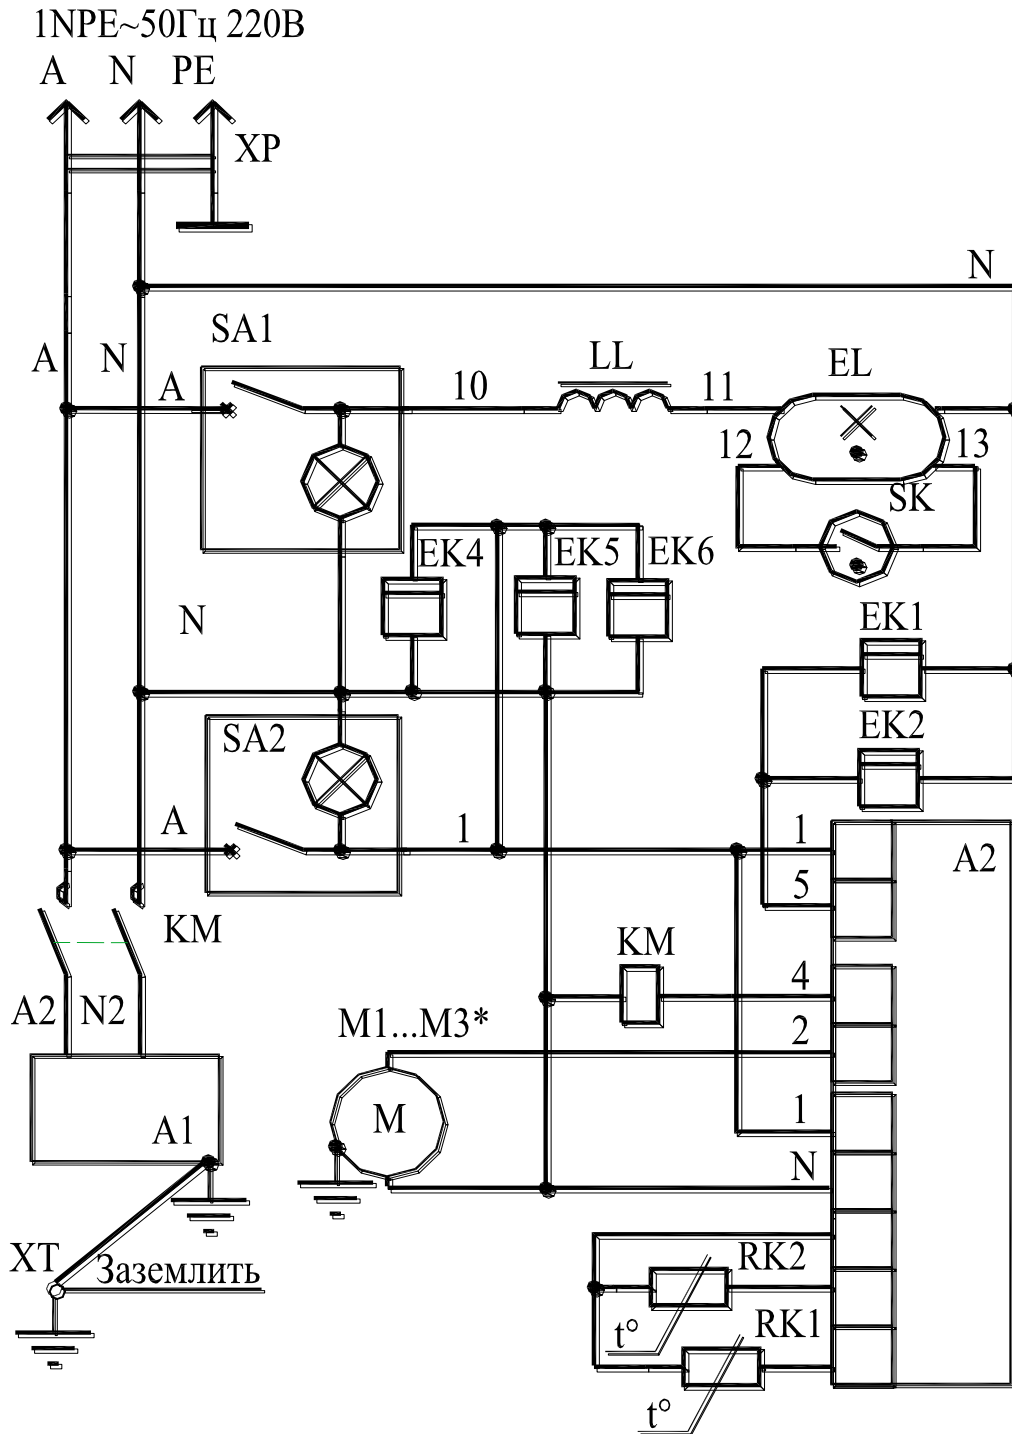 1NPE~50Гц 220В
A N PE
XP
N
SA1
LL
EL
A N
A
10
11
12
13
SK
EK4
EK5
EK6
N
EK1
SA2
EK2
A
1
1
A2
5
KM
KM
4
A2 N2
M1...M3*
2
A1
M
1
N
XT
Заземлить
RK2
t°
RK1
t°